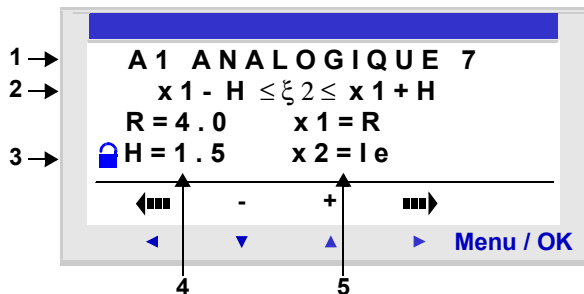 1 A1 ANALOGIQUE 7
2 x1 - H ≤ ξ 2 ≤ x1 + H
R = 4.0 x1 = R
3 H = 1.5 x2 = Ie
- +
Menu / OK
4 5